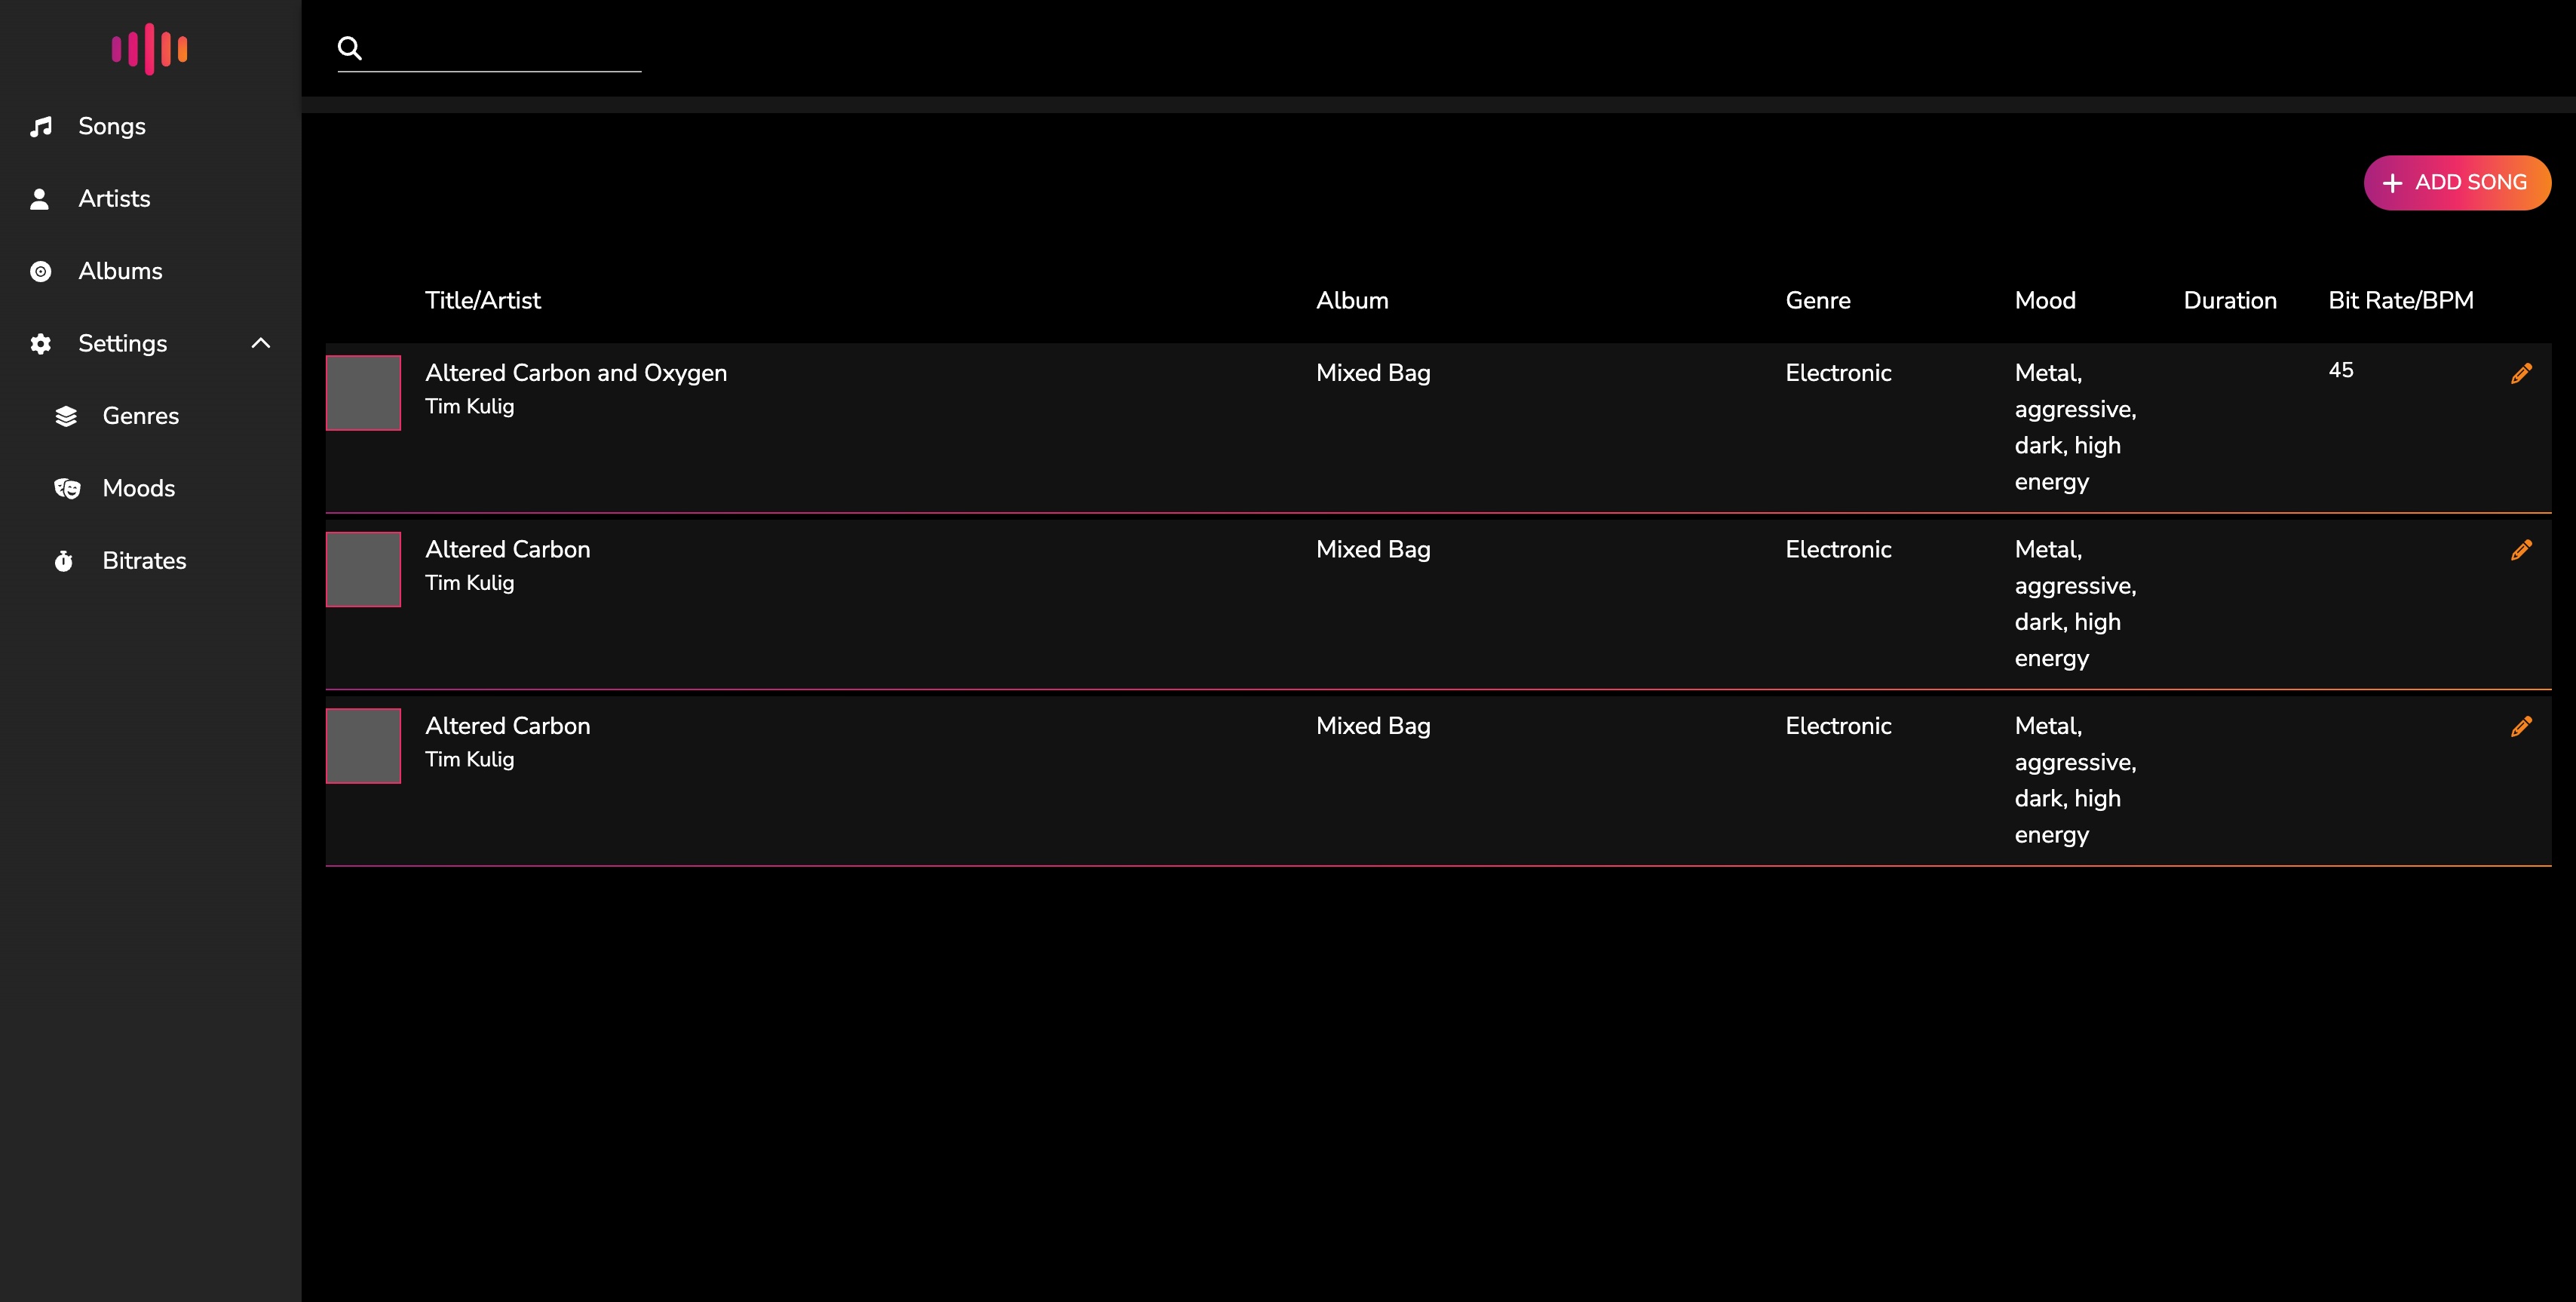 Songs
Artists
Albums
Settings
Genres
Moods
Bitrates
ADD SONG
Title/Artist Album Genre Mood Duration Bit Rate/BPM
Altered Carbon and Oxygen Mixed Bag Electronic Metal, 45
Tim Kulig aggressive,
dark, high
energy
Altered Carbon Mixed Bag Electronic Metal,
Tim Kulig aggressive,
dark, high
energy
Altered Carbon Mixed Bag Electronic Metal,
Tim Kulig aggressive,
dark, high
energy